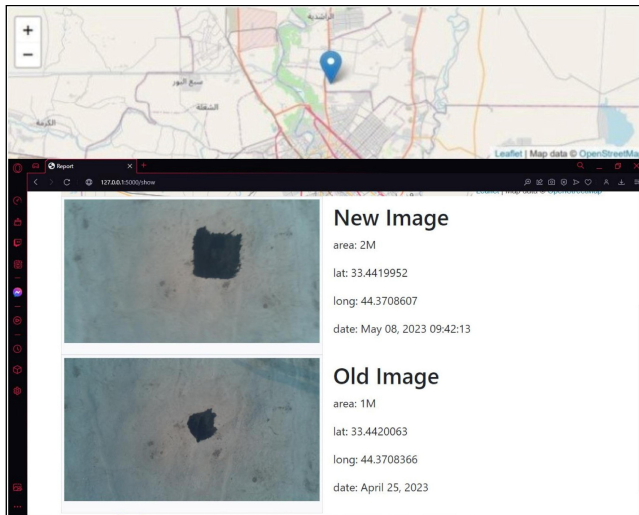 +
الراشدية
−
سبع البور
الشعلة
الكرمة
Leaflet | Map data © OpenStreetMap
Report
127.0.0.1:5000/show
New Image
area: 2M
lat: 33.4419952
long: 44.3708607
date: May 08, 2023 09:42:13
Old Image
area: 1M
lat: 33.4420063
long: 44.3708366
date: April 25, 2023